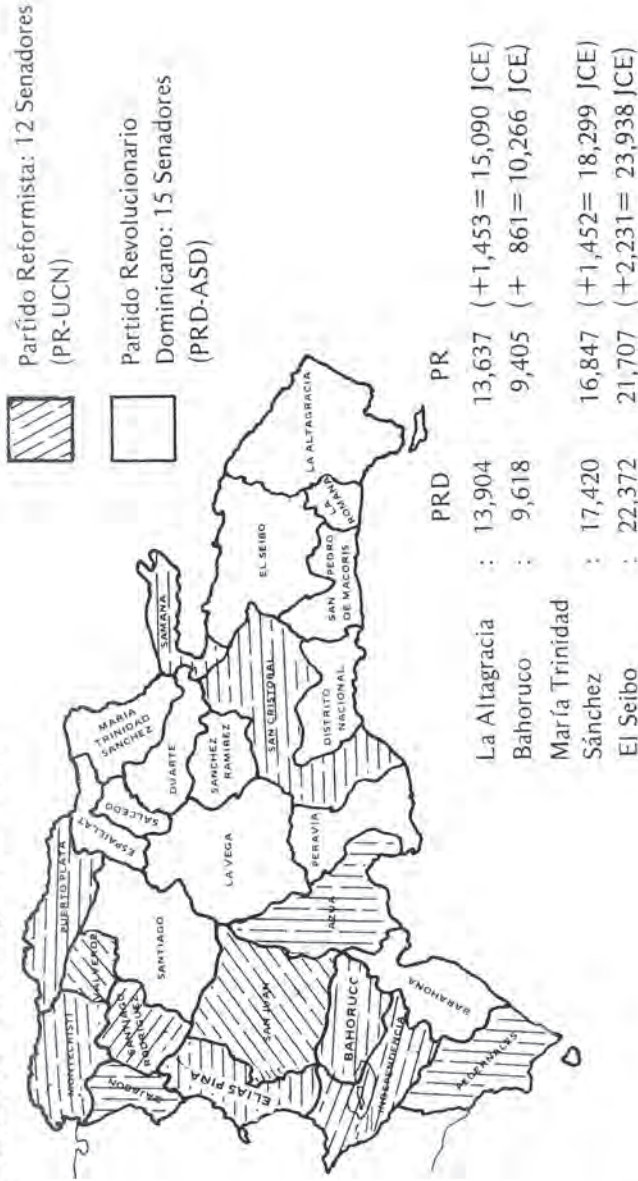 Partido Reformista: 12 Senadores
(PR-UCN)
Partido Revolucionario
Dominicano: 15 Senadores
(PRD-ASD)
MONTECRISTI
PUERTO PLATA
VALVERDE
DAJABON
SANTIAGO
RODRIGUEZ
SANTIAGO
ESPAILLAT
SALCEDO
MARIA
TRINIDAD
SANCHEZ
SAMANA
DUARTE
SANCHEZ
RAMIREZ
LA VEGA
ELIAS PIÑA
SAN JUAN
AZUA
PERAVIA
SAN CRISTOBAL
DISTRITO
NACIONAL
EL SEIBO
SAN PEDRO
DE MACORIS
LA
ROMANA
LA ALTAGRACIA
BAHORUCO
INDEPENDENCIA
BARAHONA
PEDERNALES
PRD PR
La Altagracia : 13,904 13,637 (+1,453 = 15,090 JCE)
Bahoruco : 9,618 9,405 (+ 861 = 10,266 JCE)
María Trinidad
Sánchez : 17,420 16,847 (+1,452= 18,299 JCE)
El Seibo : 22,372 21,707 (+2,231= 23,938 JCE)